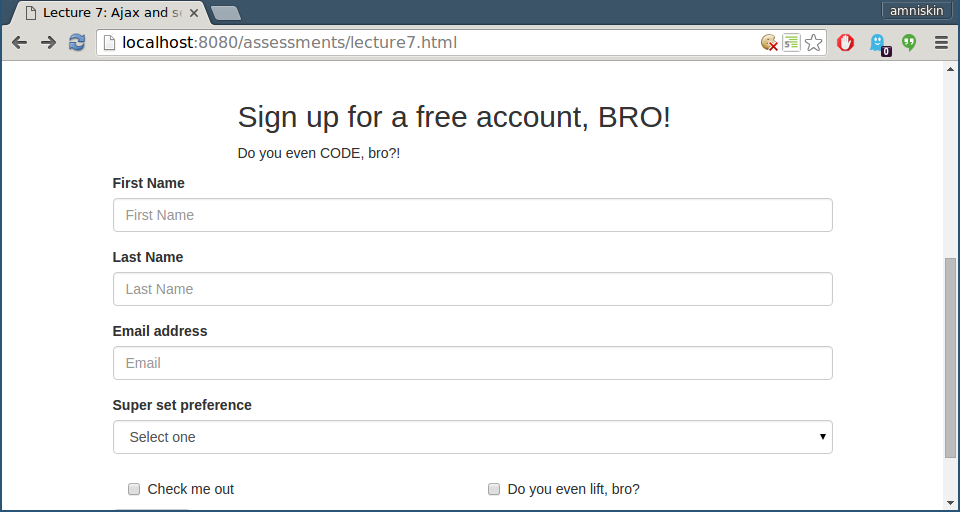 Lecture 7: Ajax and s
amniskin
localhost:8080/assessments/lecture7.html
0
Sign up for a free account, BRO!
Do you even CODE, bro?!
First Name
First Name
Last Name
Last Name
Email address
Email
Super set preference
Select one
Check me out
Do you even lift, bro?